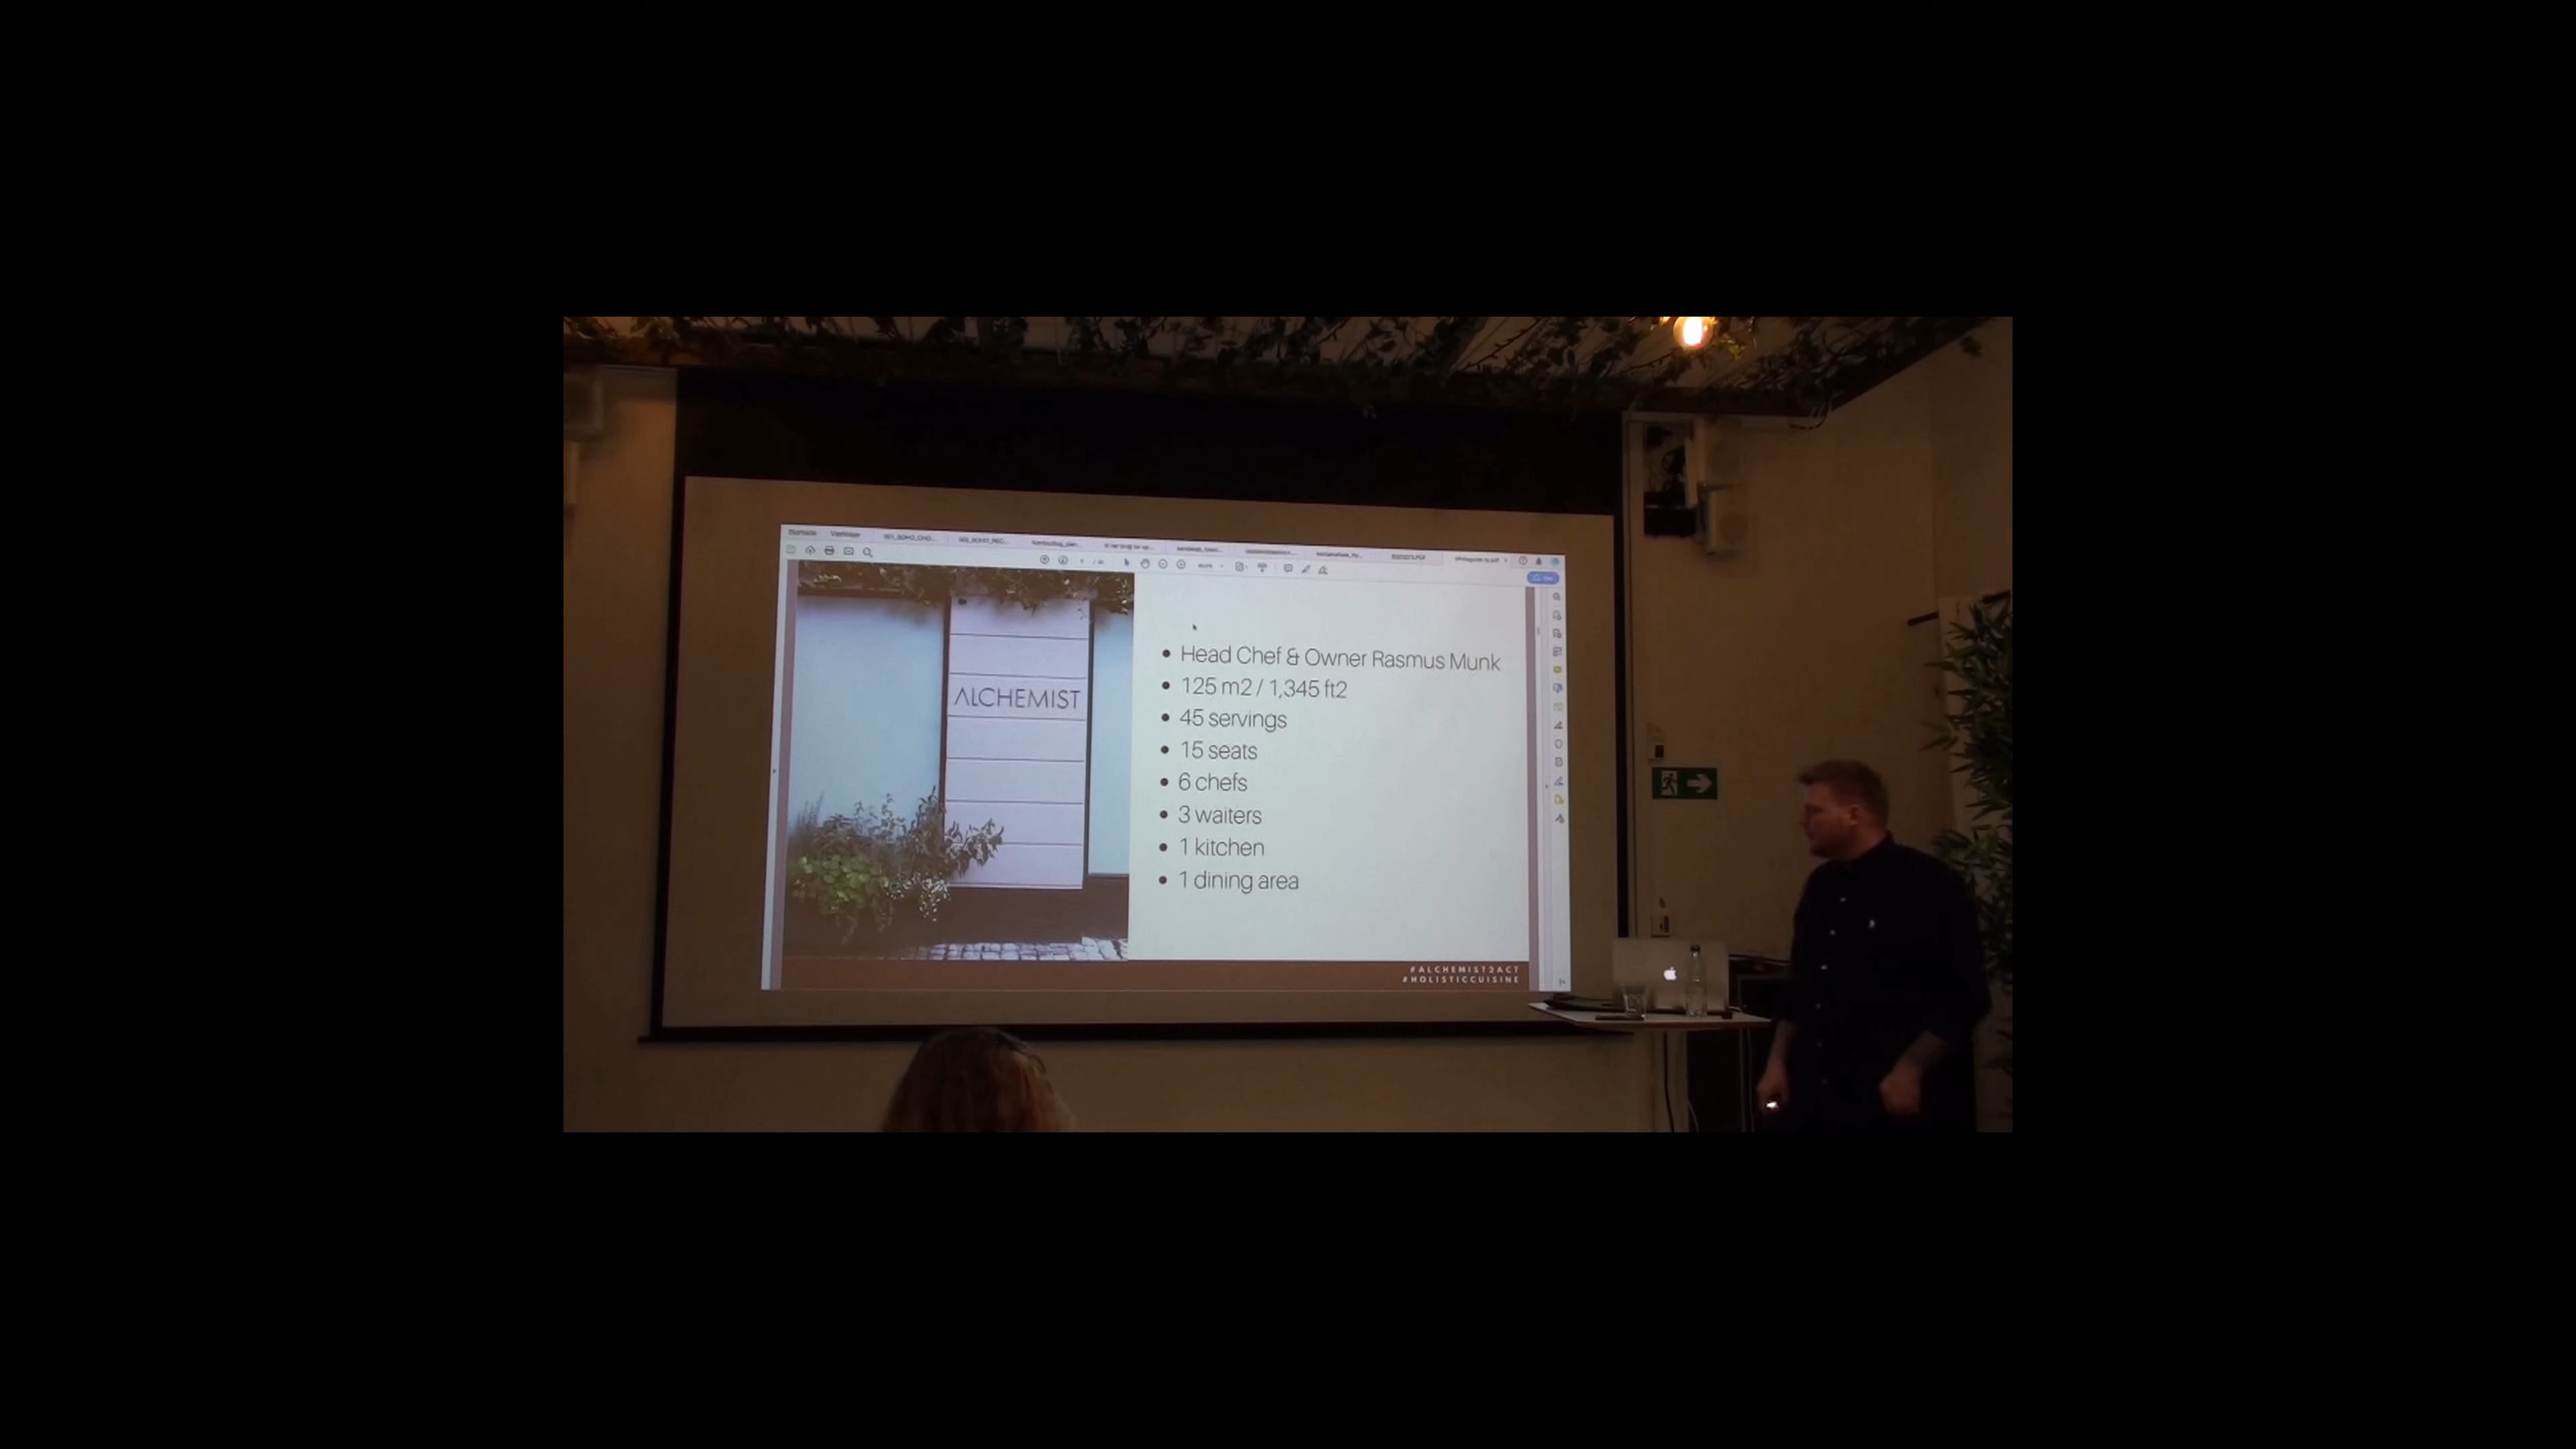 ALCHEMIST
• Head Chef & Owner Rasmus Munk
• 125 m2 / 1,345 ft2
• 45 servings
• 15 seats
• 6 chefs
• 3 waiters
• 1 kitchen
• 1 dining area
#ALCHEMIST2ACT
#HOLISTICCUISINE